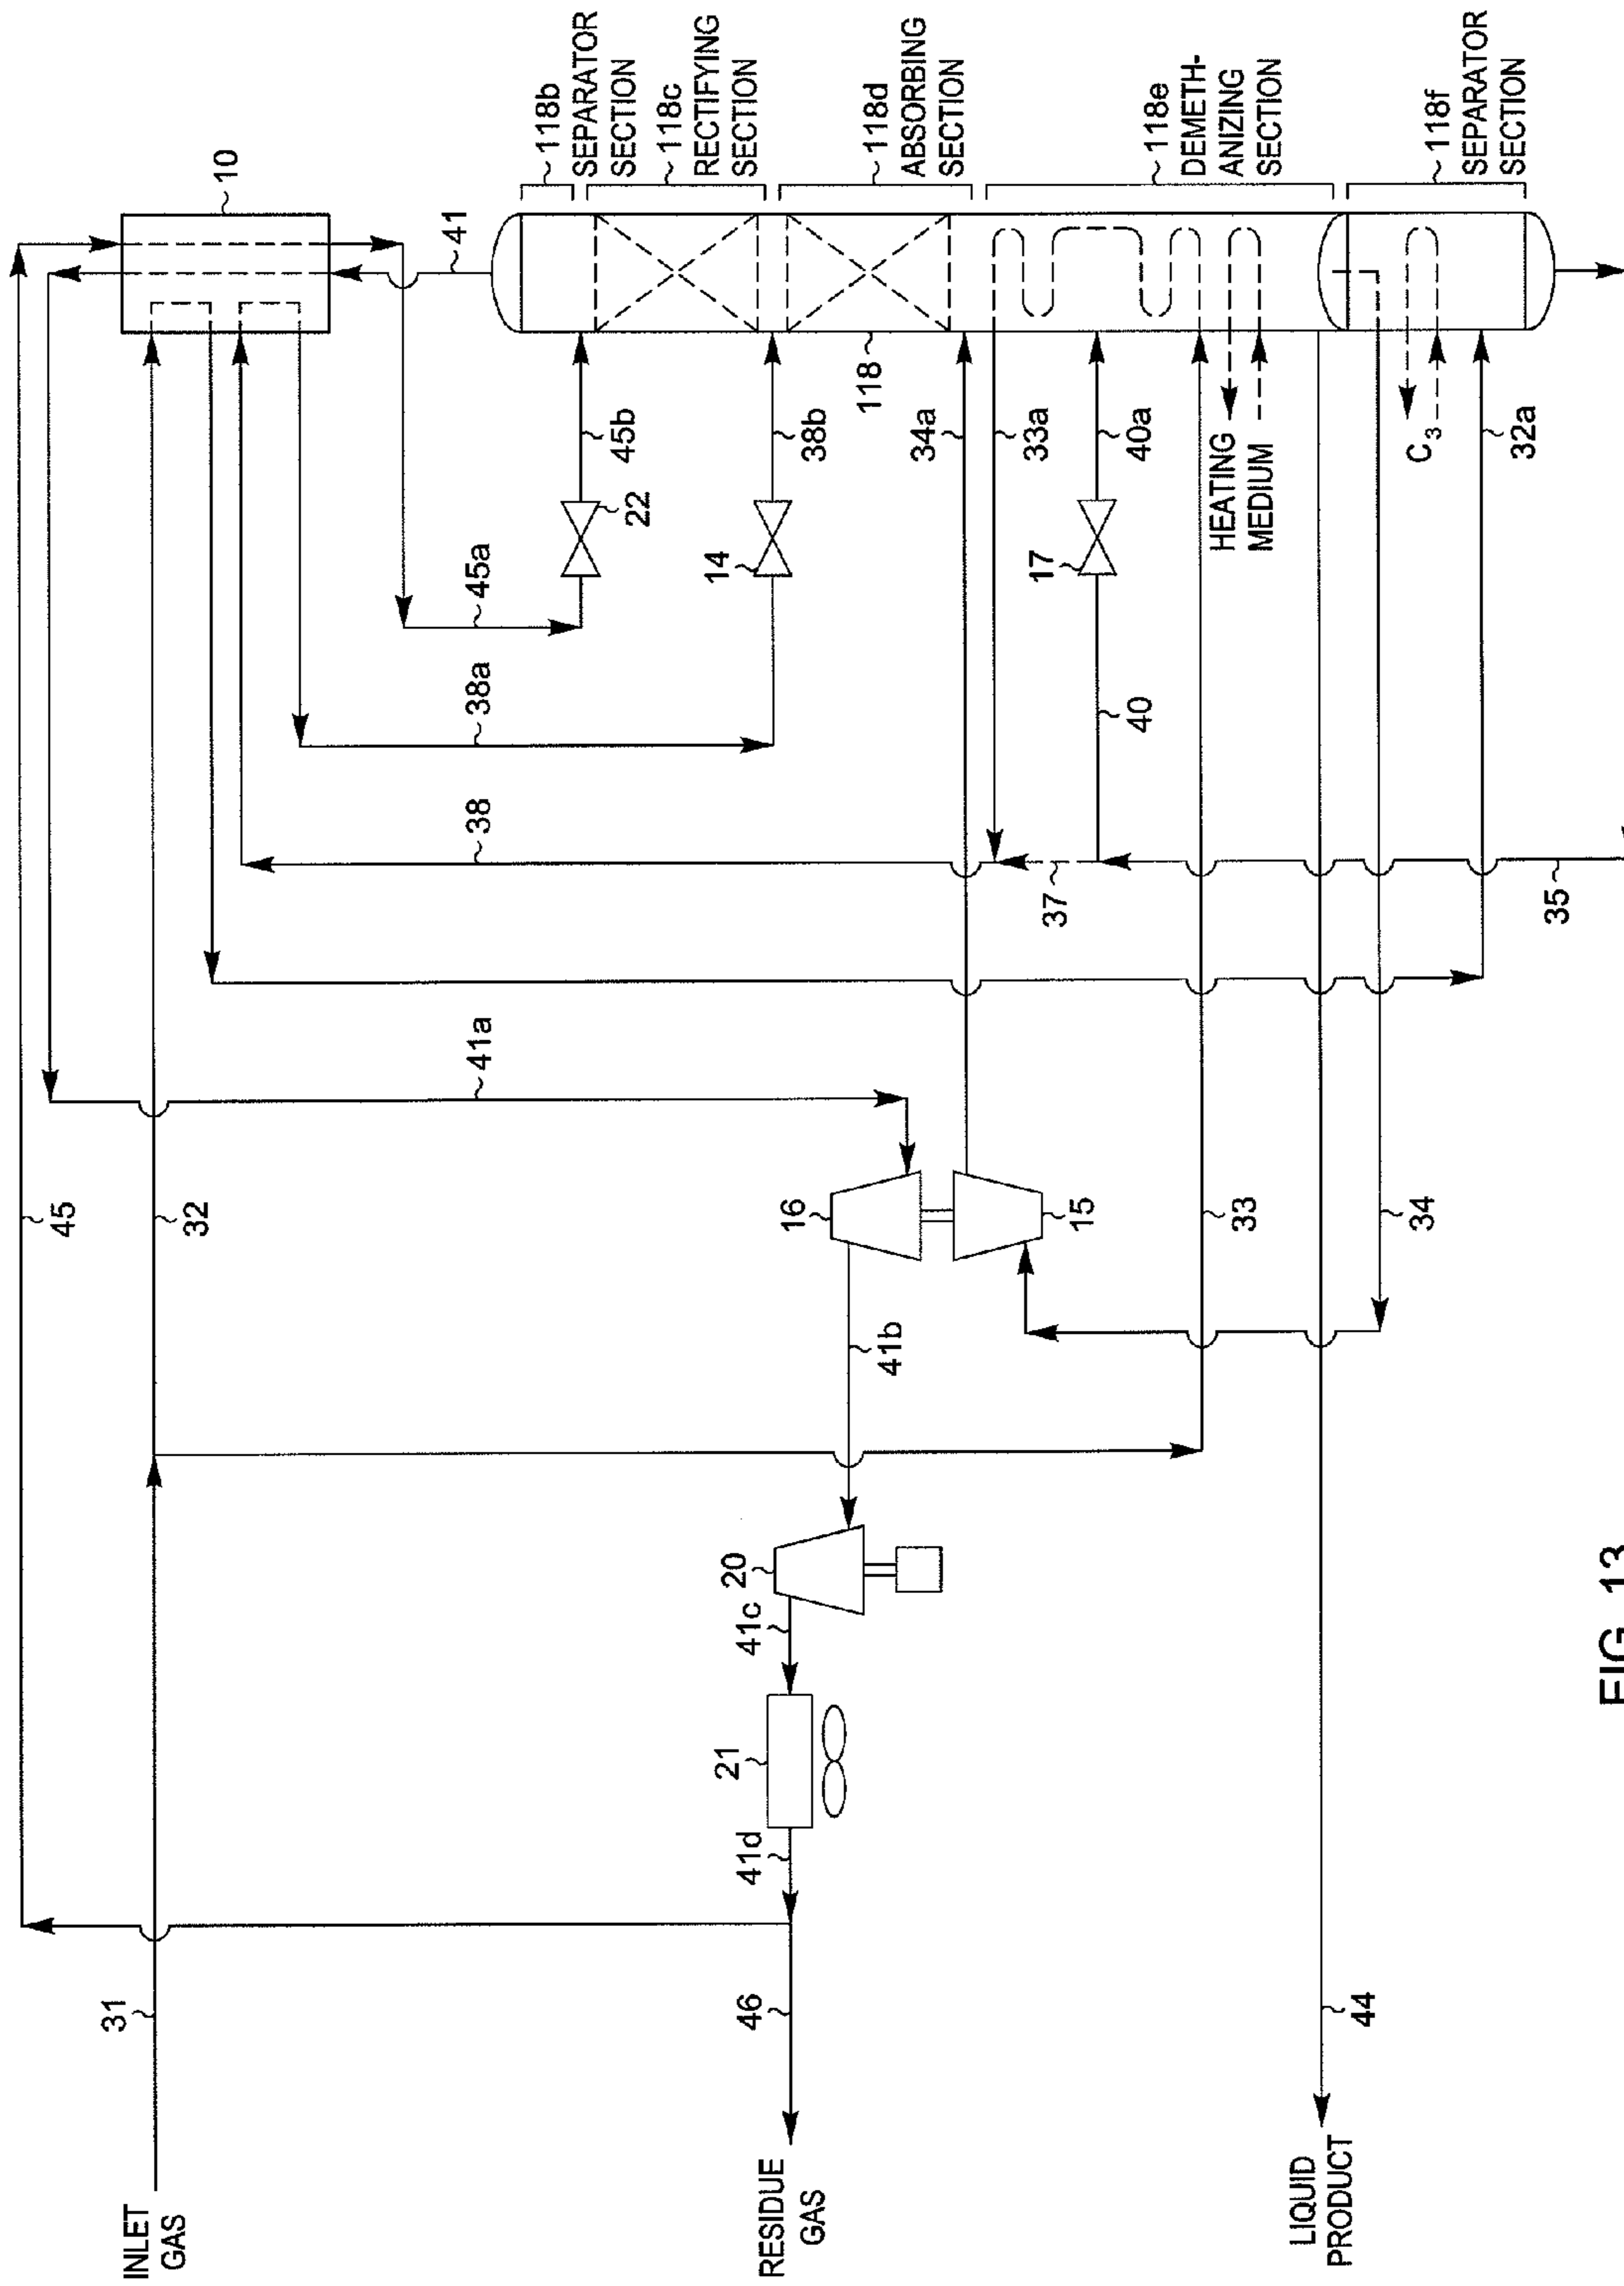 10
118b
SEPARATOR
SECTION
118c
RECTIFYING
SECTION
118d
ABSORBING
SECTION
118e
DEMETH-
ANIZING
SECTION
118f
SEPARATOR
SECTION
41
118
45b
22
45a
38b
14
38a
34a
33a
40a
17
40
HEATING
MEDIUM
C3
32a
38
37
35
41a
45
32
16
15
33
34
41b
20
41c
21
41d
31
46
44
INLET
GAS
RESIDUE
GAS
LIQUID
PRODUCT
FIG. 13